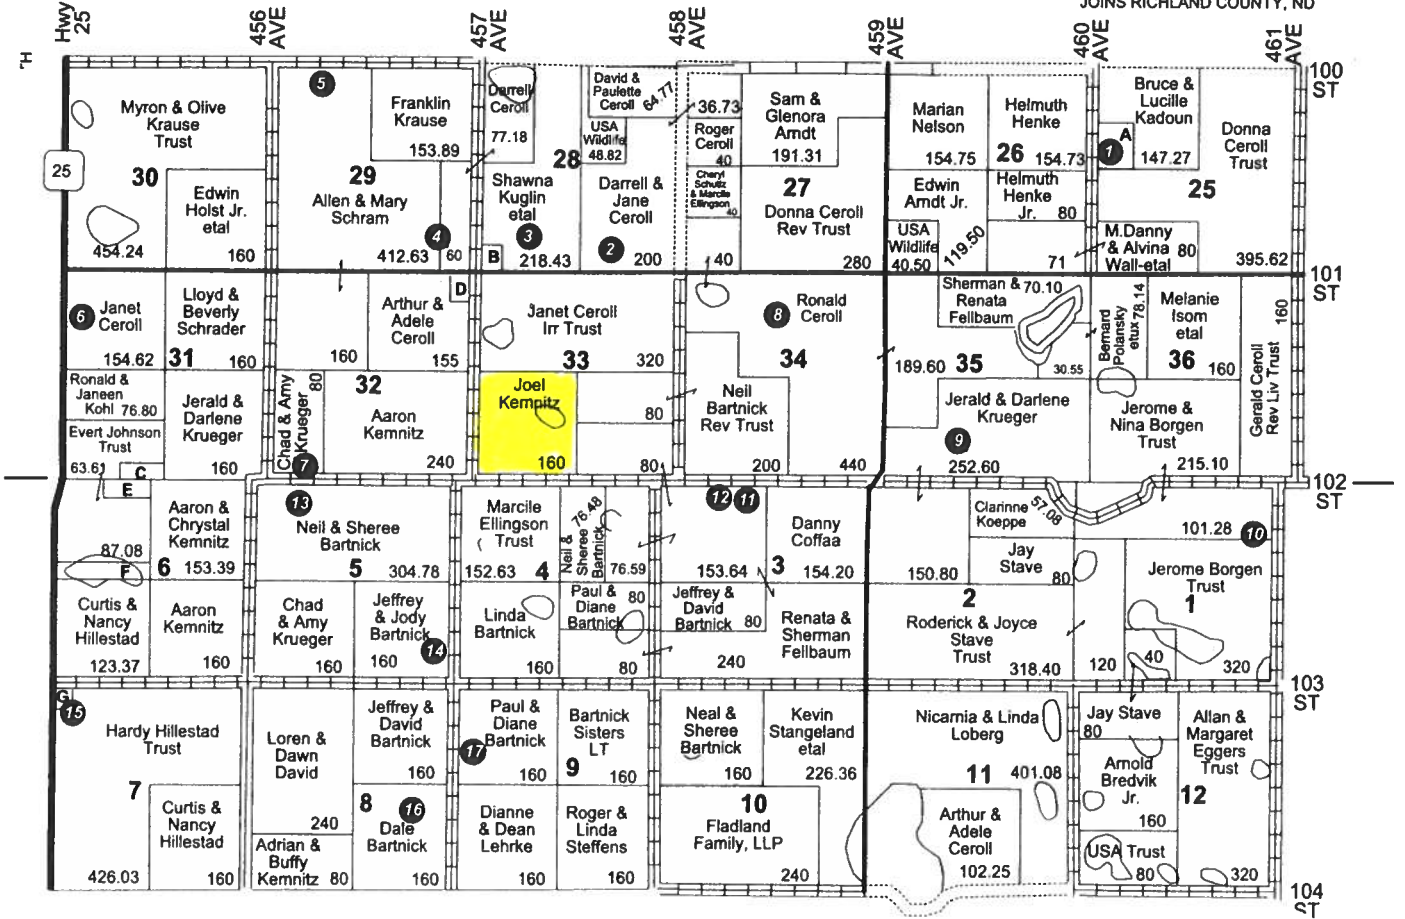 JOINS RICHLAND COUNTY, ND
Hwy
25
456
AVE
457
AVE
458
AVE
459
AVE
460
AVE
461
AVE
H.
100
ST
25
Myron & Olive
Krause
Trust
30
454.24
Edwin
Holst Jr.
etal
160
5
Franklin
Krause
153.89
29
Allen & Mary
Schram
4
412.63
60
Darrell
Ceroll
77.18
David &
Paulette
Ceroll
64.77
USA
Wildlife
48.82
28
Shawna
Kuglin
etal
3
B
218.43
Darrell &
Jane
Ceroll
2
200
36.73
Roger
Ceroll
40
Cheryl
Schultz
& Marcile
Ellingson
40
40
Sam &
Glenora
Arndt
191.31
27
Donna Ceroll
Rev Trust
280
Marian
Nelson
154.75
Helmuth
Henke
26
154.73
Edwin
Arndt Jr.
Helmuth
Henke
Jr.
80
USA
Wildlife
40.50
119.50
71
Bruce &
Lucille
Kadoun
A
1
147.27
Donna
Ceroll
Trust
25
M.Danny
& Alvina
Wall-etal
80
395.62
101
ST
6
Janet
Ceroll
154.62
Lloyd &
Beverly
Schrader
31
160
Ronald &
Janeen
Kohl 76.80
Evert Johnson
Trust
63.61
C
Jerald &
Darlene
Krueger
160
D
160
Arthur &
Adele
Ceroll
155
32
Chad & Amy
Krueger
80
7
Aaron
Kemnitz
240
Janet Ceroll
Irr Trust
33
320
Joel
Kemnitz
160
80
80
8
Ronald
Ceroll
34
Neil
Bartnick
Rev Trust
200
440
Sherman &
Renata
Fellbaum
70.10
189.60
35
30.55
Jerald & Darlene
Krueger
9
252.60
Bernard
Polansky
etux 78.14
Melanie
Isom
etal
36
160
160
Gerald Ceroll
Rev Liv Trust
Jerome &
Nina Borgen
Trust
215.10
102
ST
E
87.08
F
6
Aaron &
Chrystal
Kemnitz
153.39
Curtis &
Nancy
Hillestad
123.37
Aaron
Kemnitz
160
13
Neil & Sheree
Bartnick
5
304.78
Chad
& Amy
Krueger
160
Jeffrey
& Jody
Bartnick
160
14
Marcile
Ellingson
Trust
152.63
4
Neil &
Sheree
Bartnick
76.48
76.59
Linda
Bartnick
160
Paul &
Diane
Bartnick
80
80
12
11
153.64
3
Danny
Coffaa
154.20
Jeffrey &
David
Bartnick
80
240
Renata &
Sherman
Fellbaum
150.80
Clarinne
Koeppe
57.08
Jay
Stave
80
2
Roderick & Joyce
Stave
Trust
318.40
101.28
10
Jerome Borgen
Trust
1
120
40
320
103
ST
G
15
Hardy Hillestad
Trust
7
426.03
Curtis &
Nancy
Hillestad
160
Loren &
Dawn
David
240
Adrian &
Buffy
Kemnitz
80
Jeffrey &
David
Bartnick
160
8
16
Dale
Bartnick
160
Paul &
Diane
Bartnick
17
160
Bartnick
Sisters
LT
9
160
Dianne
& Dean
Lehrke
160
Roger &
Linda
Steffens
160
Neal &
Sheree
Bartnick
160
Kevin
Stangeland
etal
226.36
10
Fladland
Family, LLP
240
Nicarnia & Linda
Loberg
11
401.08
Arthur &
Adele
Ceroll
102.25
Jay Stave
80
Arnold
Bredvik
Jr.
160
USA Trust
80
Allan &
Margaret
Eggers
Trust
12
320
104
ST